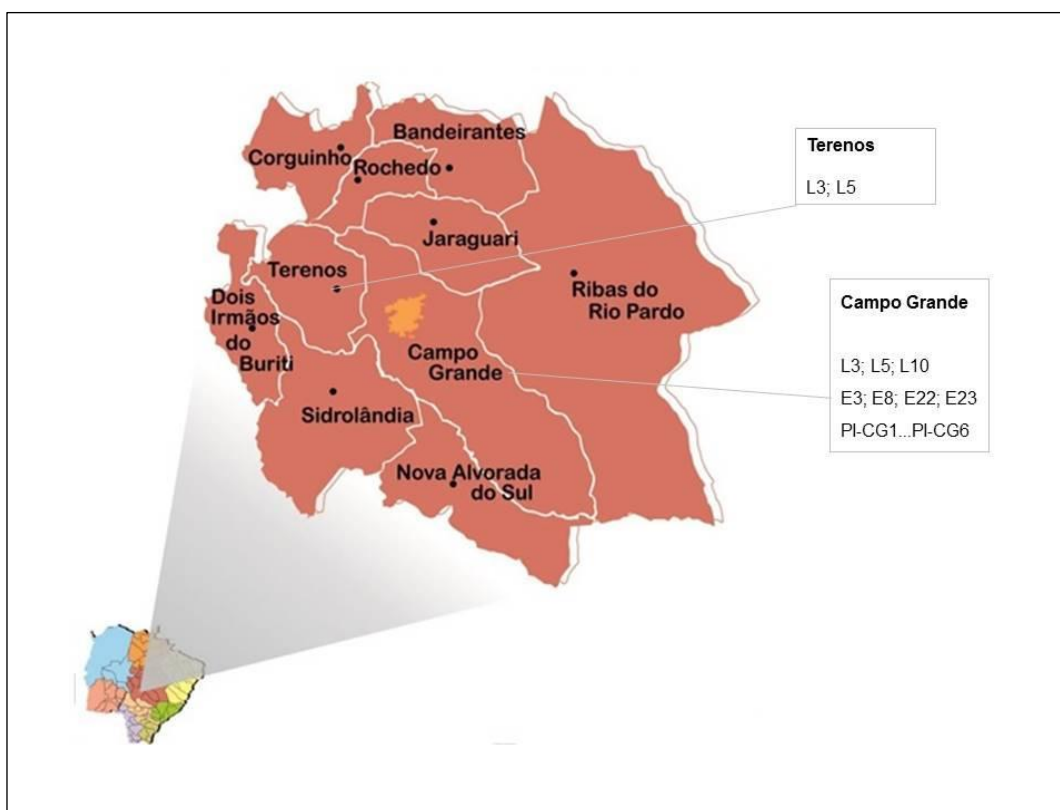 Bandeirantes
Corguinho
Rochedo
Jaraguari
Terenos
Dois
Irmãos
do
Buriti
Ribas do
Rio Pardo
Campo
Grande
Sidrolândia
Nova Alvorada
do Sul
Terenos
L3; L5
Campo Grande
L3; L5; L10
E3; E8; E22; E23
PI-CG1...PI-CG6